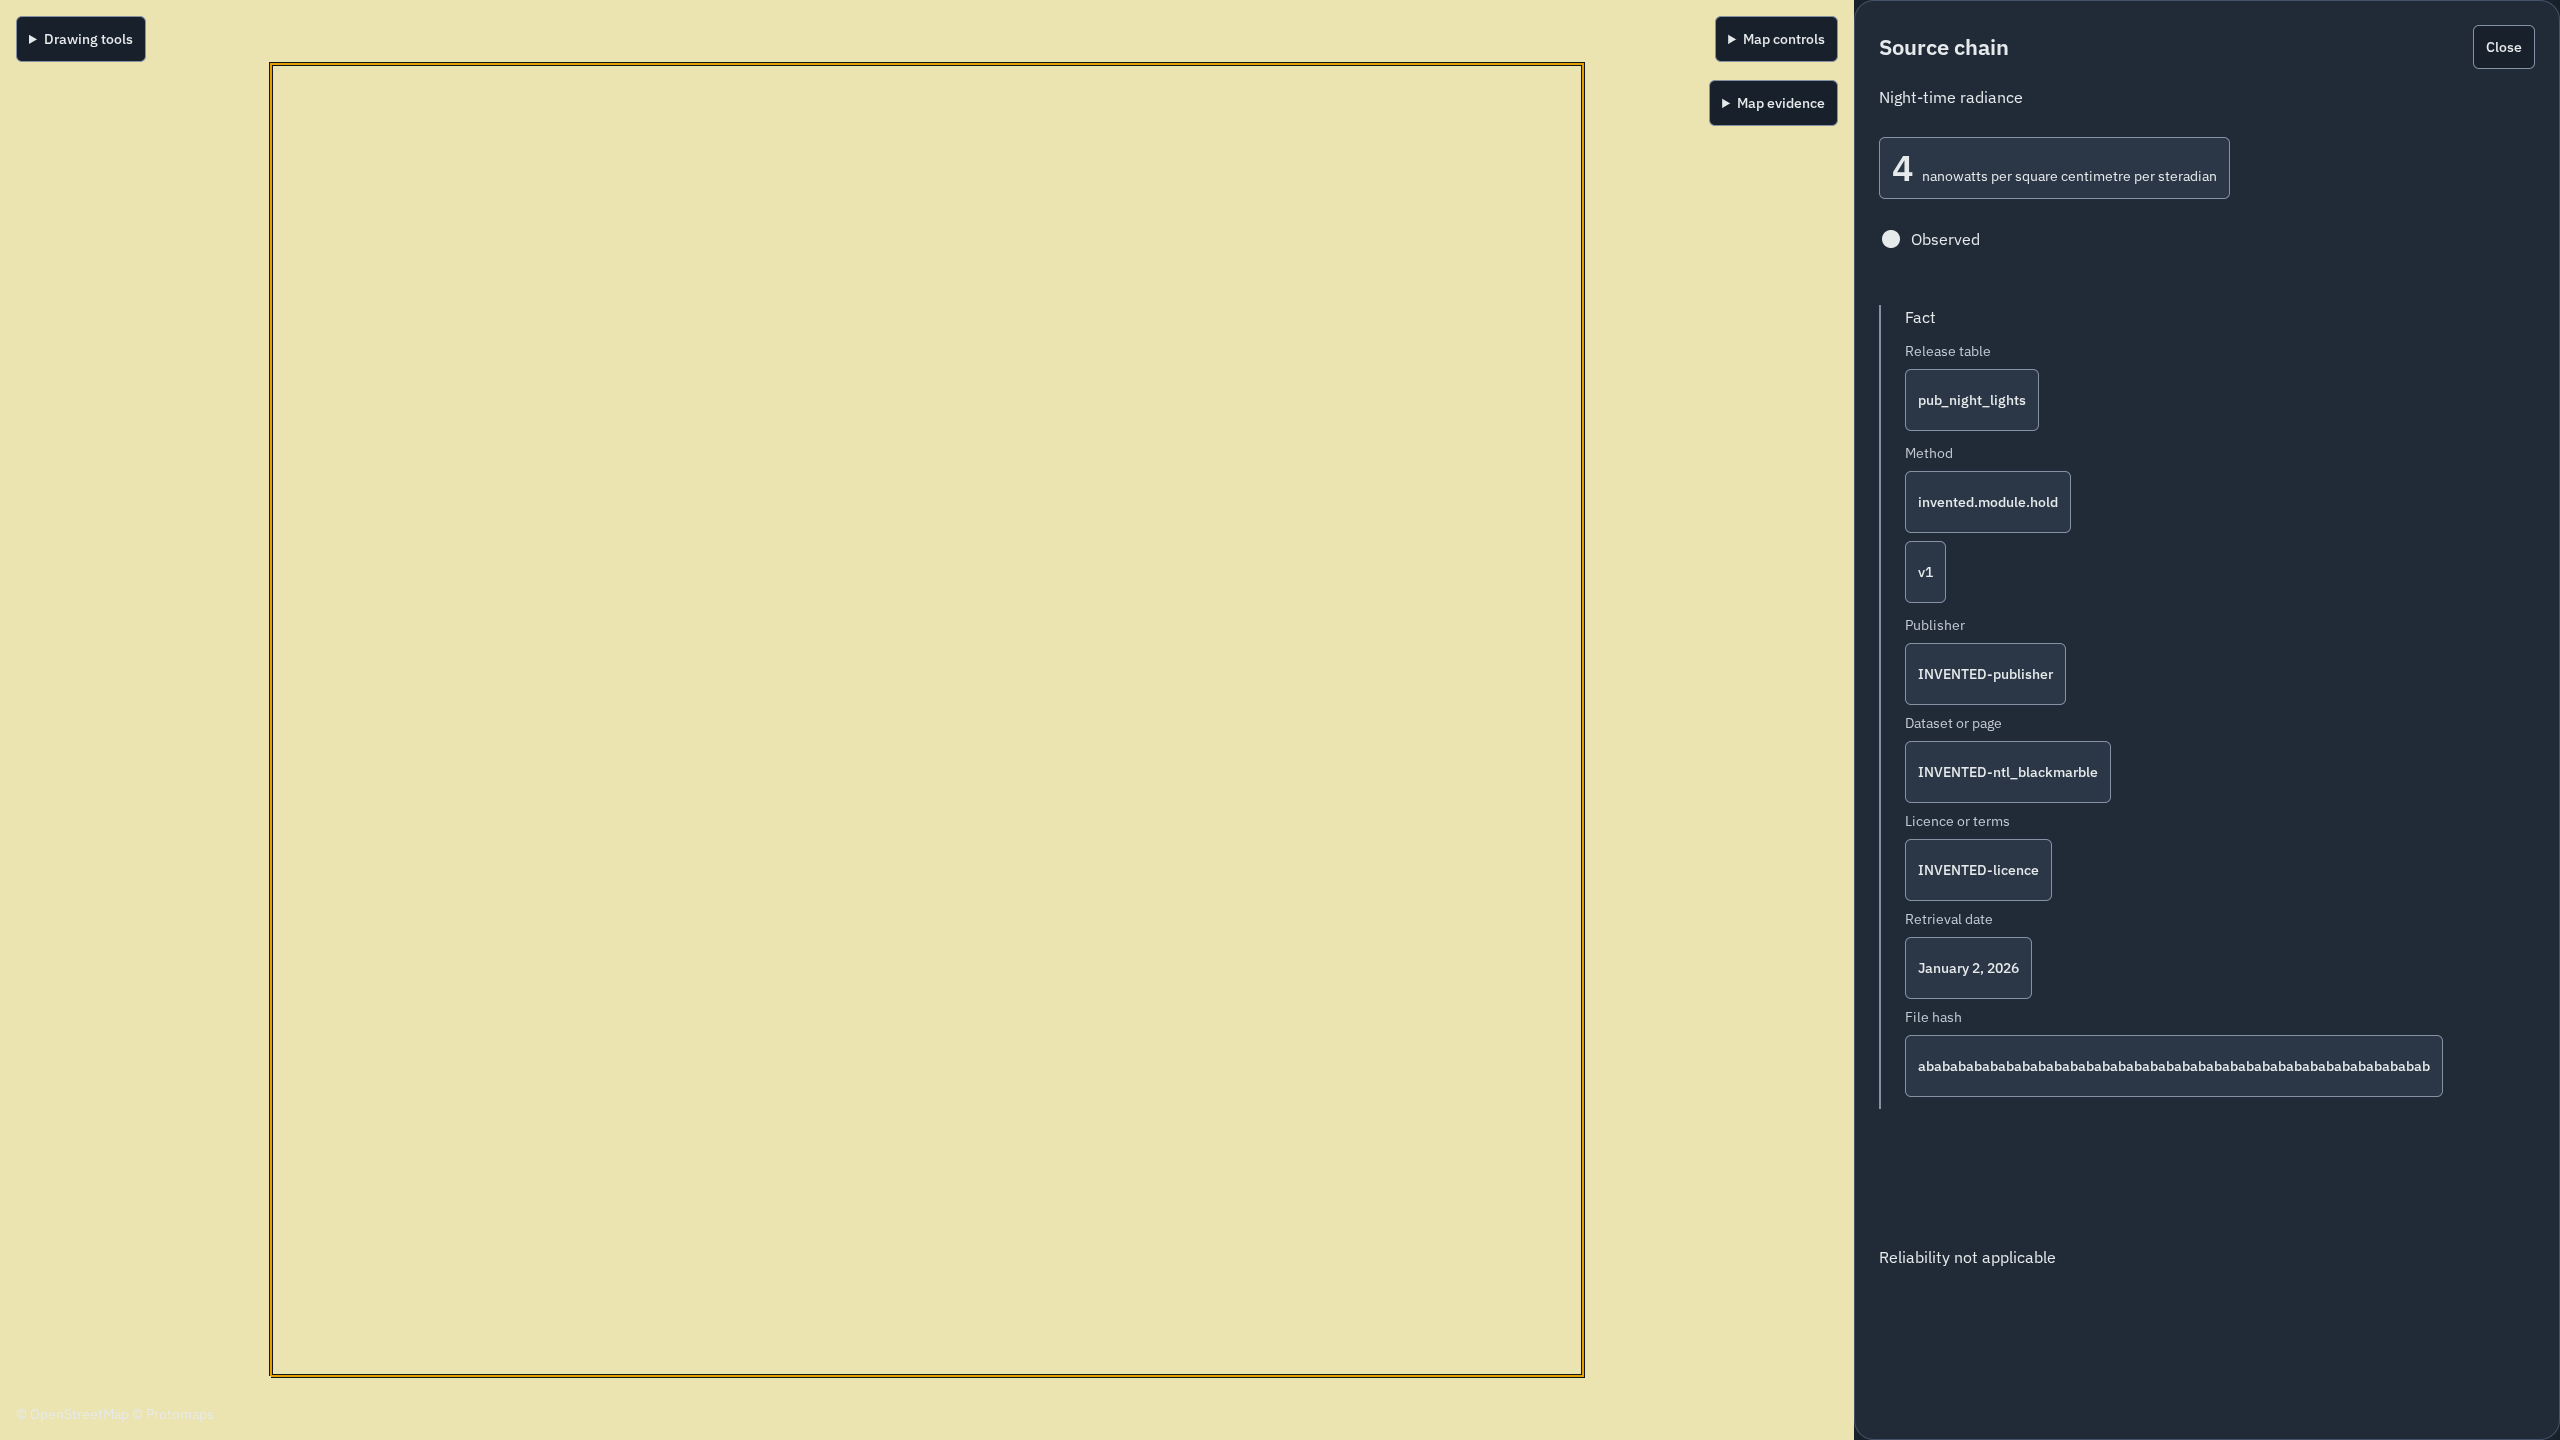 Drawing tools
Map controls
Map evidence
© OpenStreetMap © Protomaps
Source chain
Close
Night-time radiance
4 nanowatts per square centimetre per steradian
Observed
Fact
Release table
pub_night_lights
Method
invented.module.hold
v1
Publisher
INVENTED-publisher
Dataset or page
INVENTED-ntl_blackmarble
Licence or terms
INVENTED-licence
Retrieval date
January 2, 2026
File hash
abababababababababababababababababababababababababababababababab
Reliability not applicable